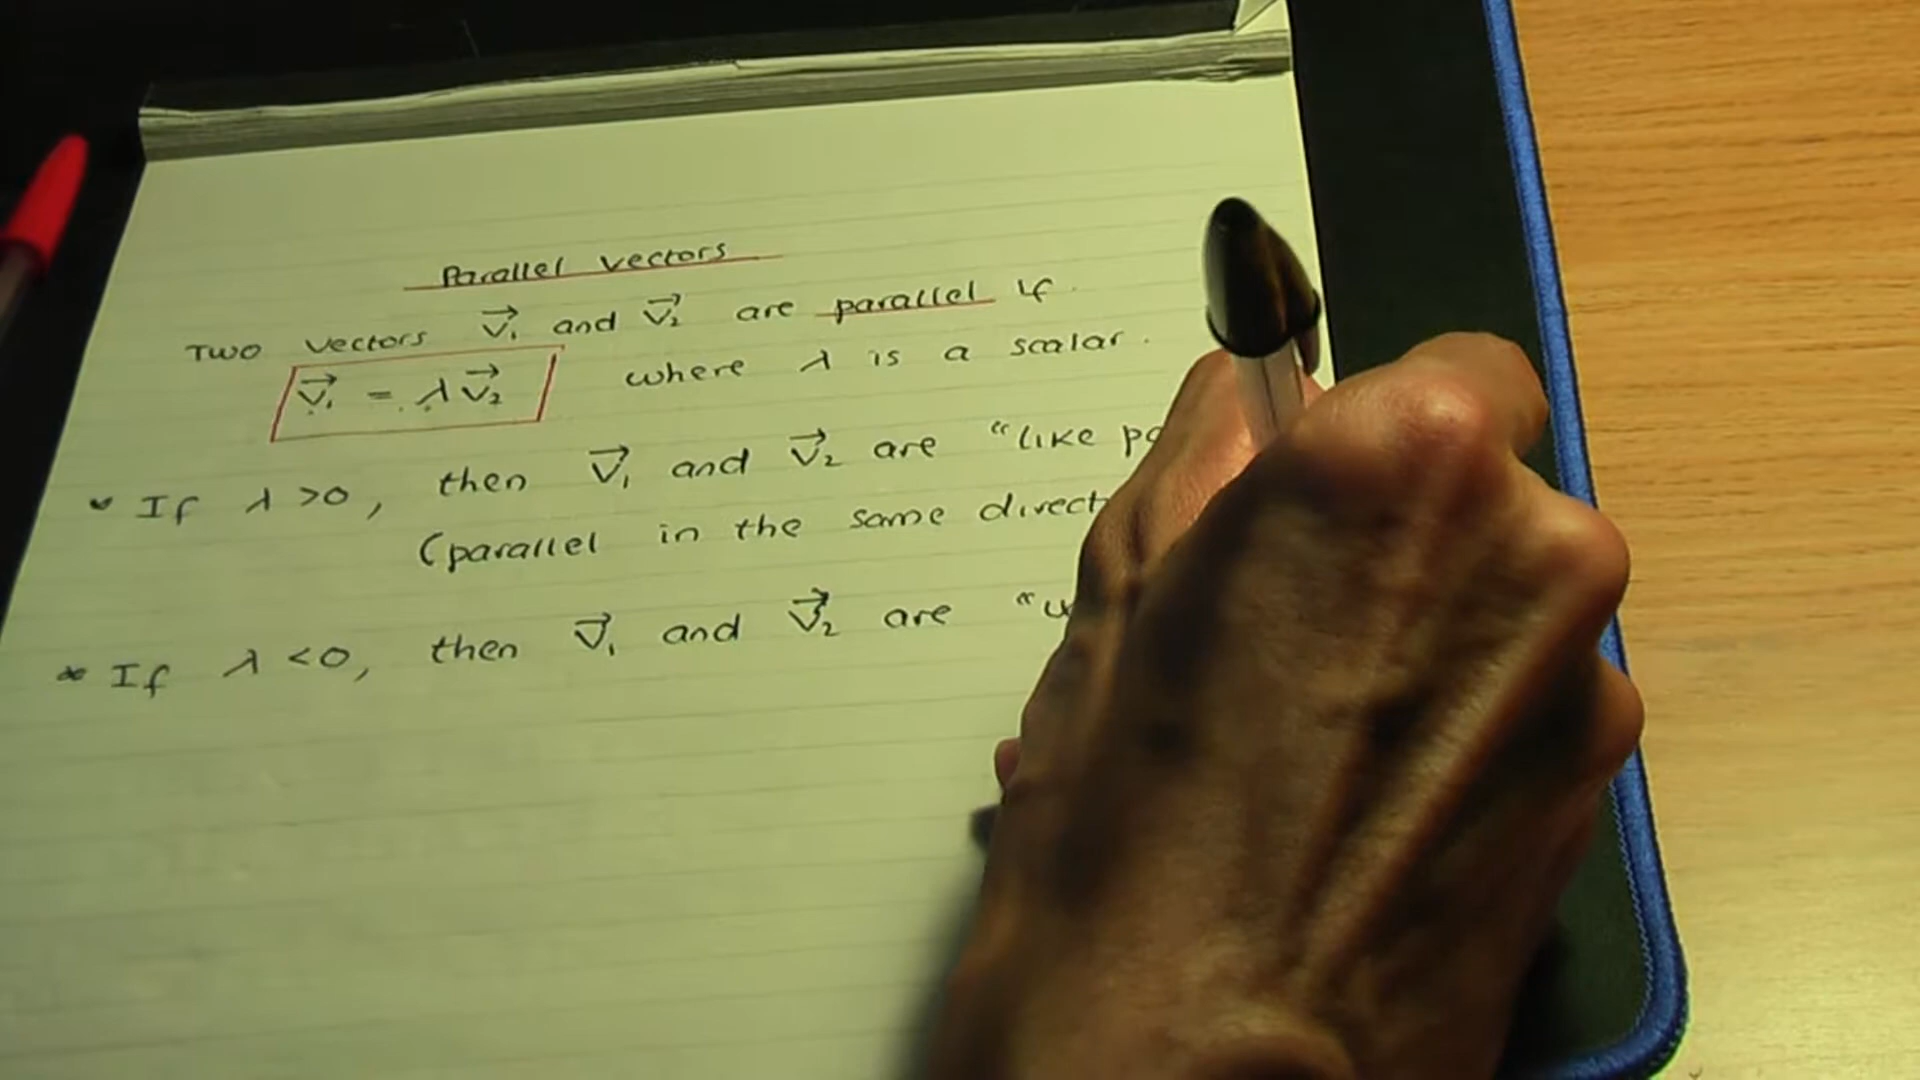 Parallel vectors
Two vectors v⃗₁ and v⃗₂ are parallel if
v⃗₁ = λv⃗₂ where λ is a scalar.
* If λ >0, then v⃗₁ and v⃗₂ are "like
(parallel in the same
* If λ <0, then v⃗₁ and v⃗₂ are